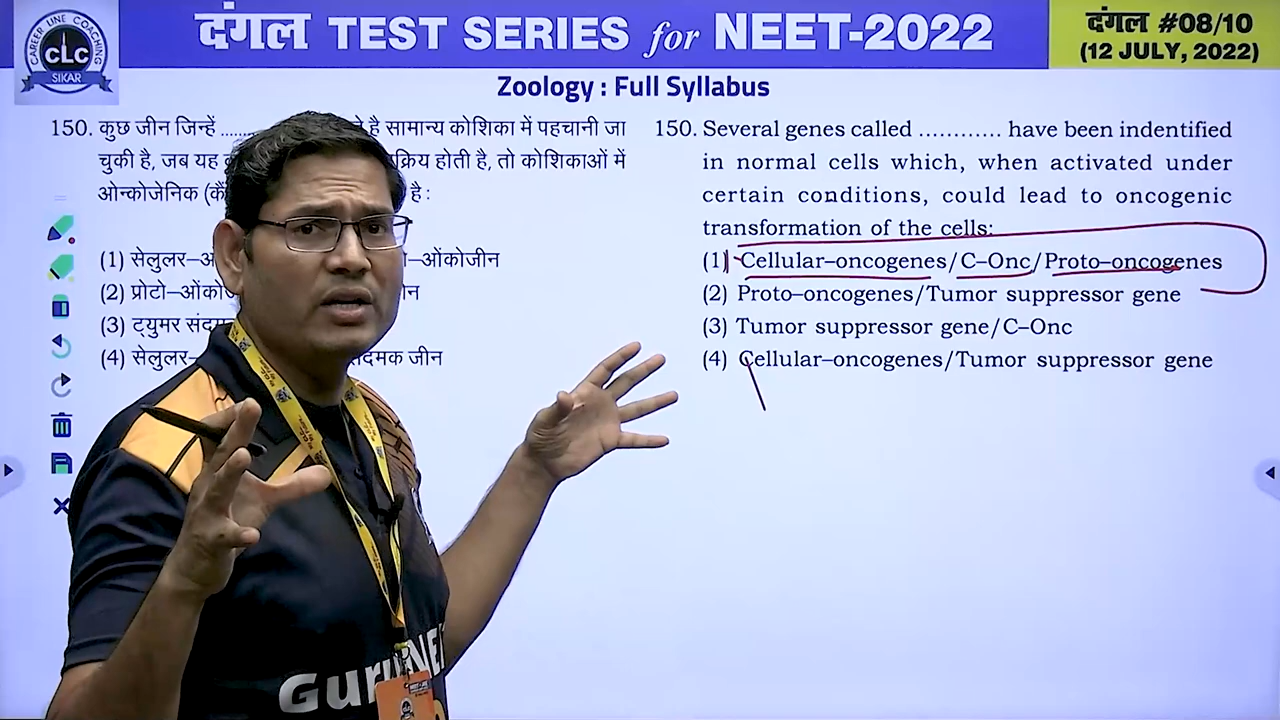 दंगल TEST SERIES for NEET-2022
दंगल #08/10
(12 JULY, 2022)
CAREER LINE COACHING
CLC
SIKAR
Zoology : Full Syllabus
150. कुछ जीन जिन्हें ........ है सामान्य कोशिका में पहचानी जा
चुकी है, जब यह होती है, तो कोशिकाओं में
ओन्कोजेनिक है :
(1) सेलुलर–ओंकोजीन
(2)
(3) ट्युमर
(4) सेलुलर– जीन
150. Several genes called ............ have been indentified
in normal cells which, when activated under
certain conditions, could lead to oncogenic
transformation of the cells:
(1) Cellular–oncogenes/C–Onc/Proto–oncogenes
(2) Proto–oncogenes/Tumor suppressor gene
(3) Tumor suppressor gene/C–Onc
(4) Cellular–oncogenes/Tumor suppressor gene